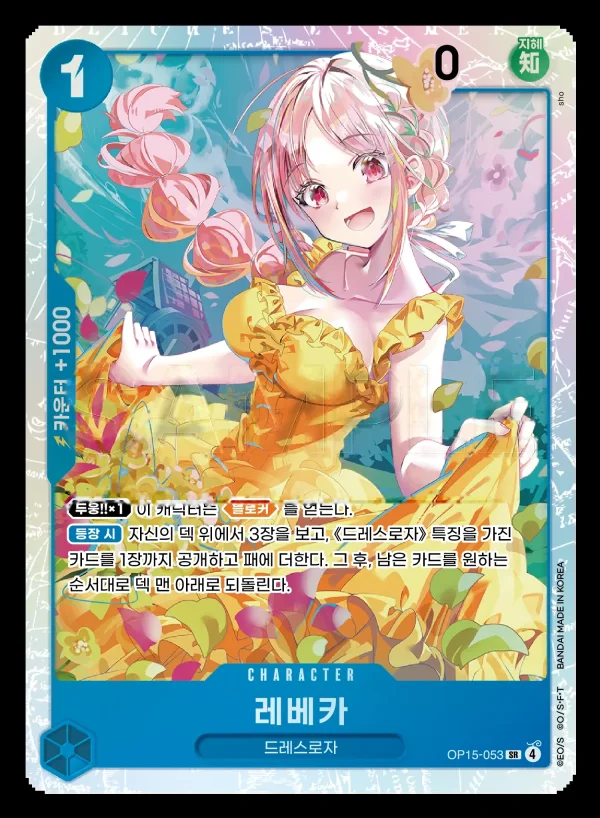 1
0
지혜
知
sho
카운터 +1000
SAMPLE
두웅!!×1 이 캐릭터는 블로커 를 얻는다.
등장 시 자신의 덱 위에서 3장을 보고, 《드레스로자》 특징을 가진
카드를 1장까지 공개하고 패에 더한다. 그 후, 남은 카드를 원하는
순서대로 덱 맨 아래로 되돌린다.
CHARACTER
레베카
드레스로자
OP15-053 SR 4
©EO/S ©O/S·F·T BANDAI MADE IN KOREA